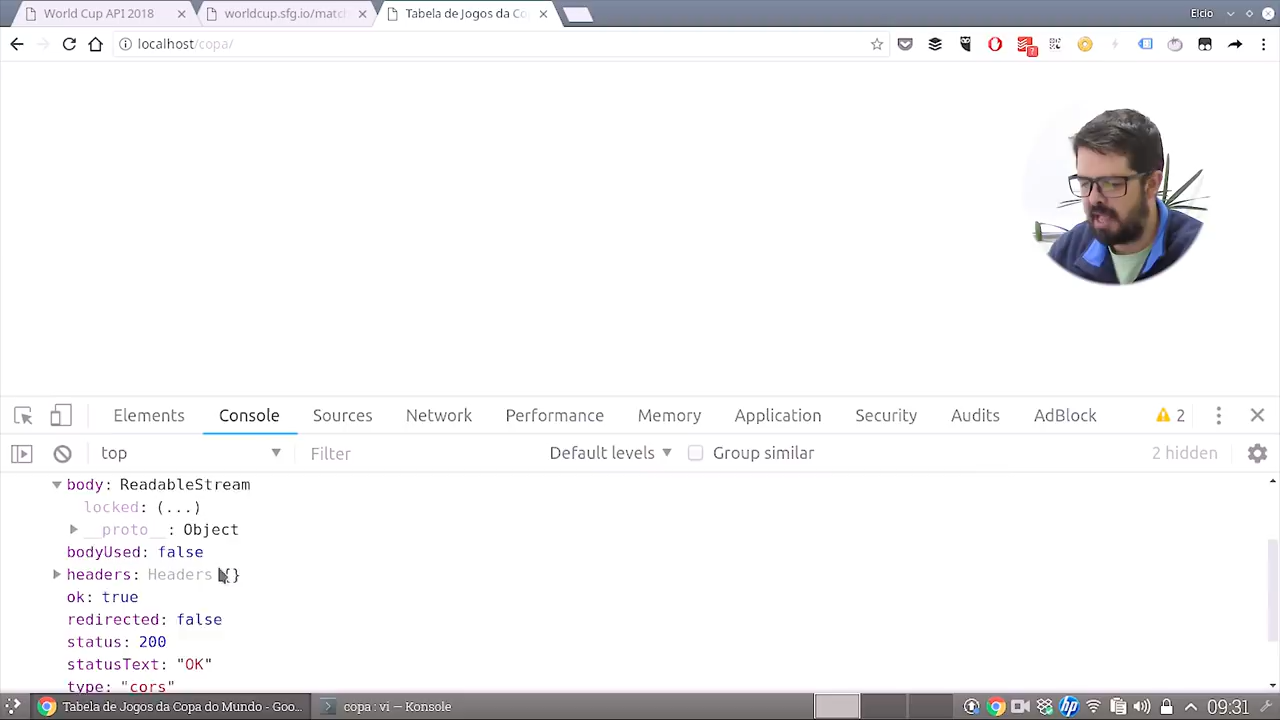 World Cup API 2018
worldcup.sfg.io/matcl
Tabela de Jogos da Co
Elcio
localhost/copa/
7
Elements
Console
Sources
Network
Performance
Memory
Application
Security
Audits
AdBlock
2
top
Filter
Default levels
Group similar
2 hidden
body: ReadableStream
locked: (...)
__proto__: Object
bodyUsed: false
headers: Headers {}
ok: true
redirected: false
status: 200
statusText: "OK"
type: "cors"
Tabela de Jogos da Copa do Mundo - Goo...
copa : vi — Konsole
hp
09:31